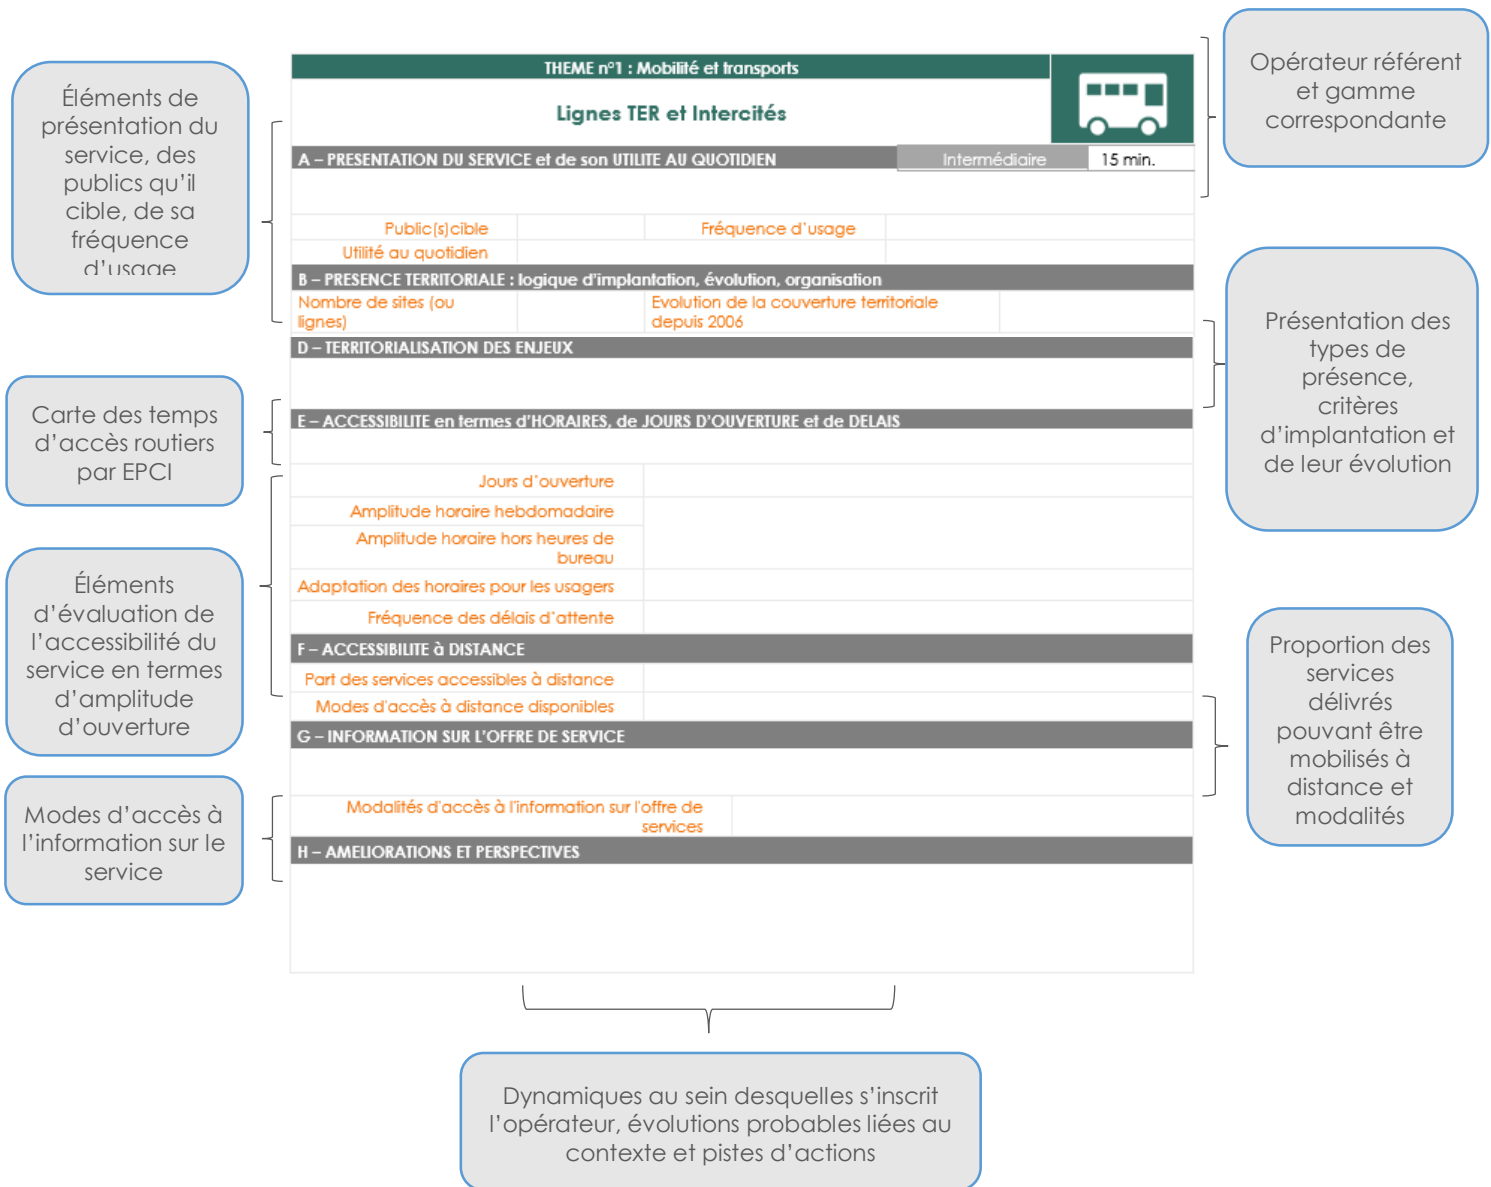 THEME n°1 : Mobilité et transports
Lignes TER et Intercités
A – PRESENTATION DU SERVICE et de son UTILITE AU QUOTIDIEN
Intermédiaire
15 min.
Public(s)cible
Fréquence d'usage
Utilité au quotidien
B – PRESENCE TERRITORIALE : logique d'implantation, évolution, organisation
Nombre de sites (ou
lignes)
Evolution de la couverture territoriale
depuis 2006
D – TERRITORIALISATION DES ENJEUX
E – ACCESSIBILITE en termes d'HORAIRES, de JOURS D'OUVERTURE et de DELAIS
Jours d'ouverture
Amplitude horaire hebdomadaire
Amplitude horaire hors heures de
bureau
Adaptation des horaires pour les usagers
Fréquence des délais d'attente
F – ACCESSIBILITE à DISTANCE
Part des services accessibles à distance
Modes d'accès à distance disponibles
G – INFORMATION SUR L'OFFRE DE SERVICE
Modalités d'accès à l'information sur l'offre de
services
H – AMELIORATIONS ET PERSPECTIVES
Éléments de
présentation du
service, des
publics qu'il
cible, de sa
fréquence
d'usage
Carte des temps
d'accès routiers
par EPCI
Éléments
d'évaluation de
l'accessibilité du
service en termes
d'amplitude
d'ouverture
Modes d'accès à
l'information sur le
service
Opérateur référent
et gamme
correspondante
Présentation des
types de
présence,
critères
d'implantation et
de leur évolution
Proportion des
services
délivrés
pouvant être
mobilisés à
distance et
modalités
Dynamiques au sein desquelles s'inscrit
l'opérateur, évolutions probables liées au
contexte et pistes d'actions